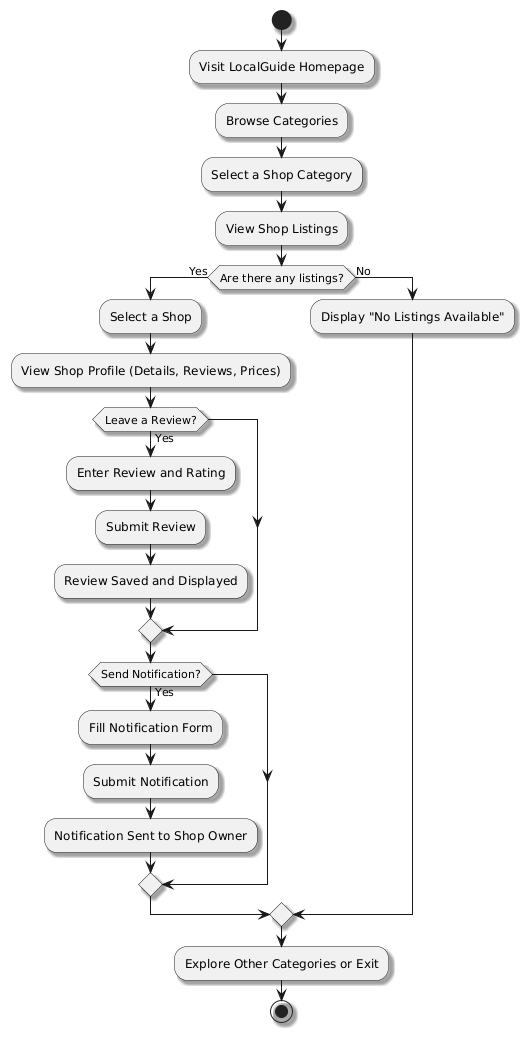 Visit LocalGuide Homepage
Browse Categories
Select a Shop Category
View Shop Listings
Are there any listings?
Yes
No
Select a Shop
Display "No Listings Available"
View Shop Profile (Details, Reviews, Prices)
Leave a Review?
Yes
Enter Review and Rating
Submit Review
Review Saved and Displayed
Send Notification?
Yes
Fill Notification Form
Submit Notification
Notification Sent to Shop Owner
Explore Other Categories or Exit